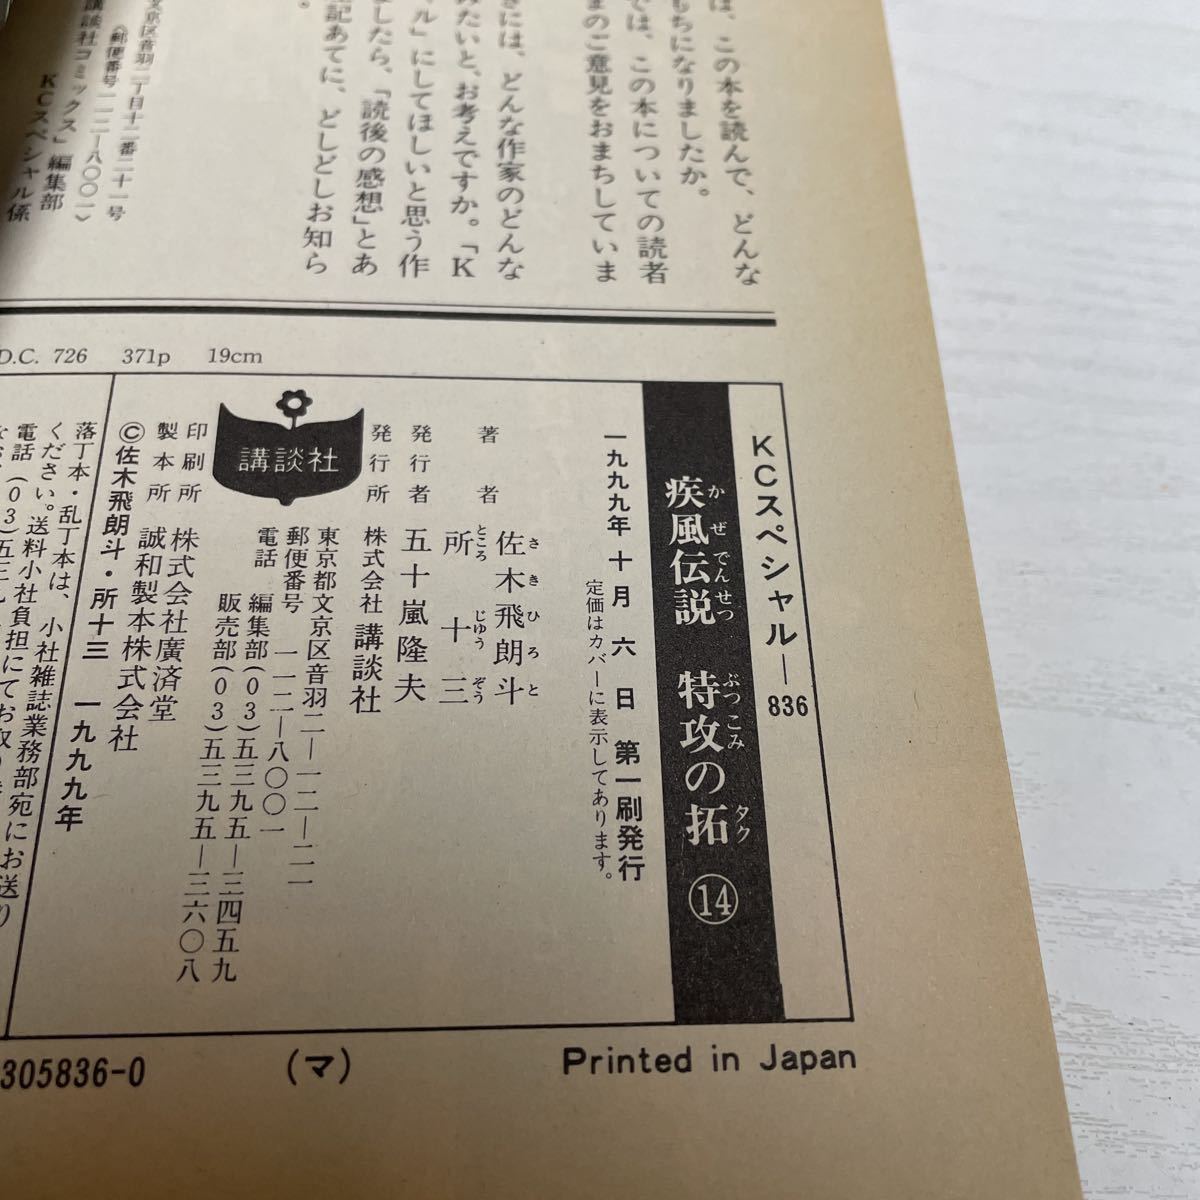 は、この本を読んで、どんな
もちになりましたか。
では、この本についての読者
まのご意見をおまちしていま
きには、どんな作家のどんな
みたいと、お考えですか。「K
ル」にしてほしいと思う作
ましたら、「読後の感想」とあ
記あてに、どしどしお知ら
。
文京区音羽二丁目十二番二十一号
(郵便番号一一二―八〇〇一)
講談社コミックス」編集部
KCスペシャル係
D.C. 726 371p 19cm
KCスペシャル―836
疾風伝説 特攻の拓 ⑭
かぜでんせつ ぶっこみ タク
一九九九年十月六日 第一刷発行
定価はカバーに表示してあります。
著者 佐木飛朗斗
さきひろと
所十三
ところじゅうぞう
発行者 五十嵐隆夫
発行所 株式会社 講談社
東京都文京区音羽二―一二―二一
郵便番号 一一二―八〇〇一
電話 編集部(03)五三九五―三四五九
販売部(03)五三九五―三六〇八
講談社
印刷所 株式会社廣済堂
製本所 誠和製本株式会社
©佐木飛朗斗・所十三 一九九九年
落丁本・乱丁本は、小社雑誌業務部宛にお送り
ください。送料小社負担にてお取り
電話(03)五三九
305836-0 (マ) Printed in Japan